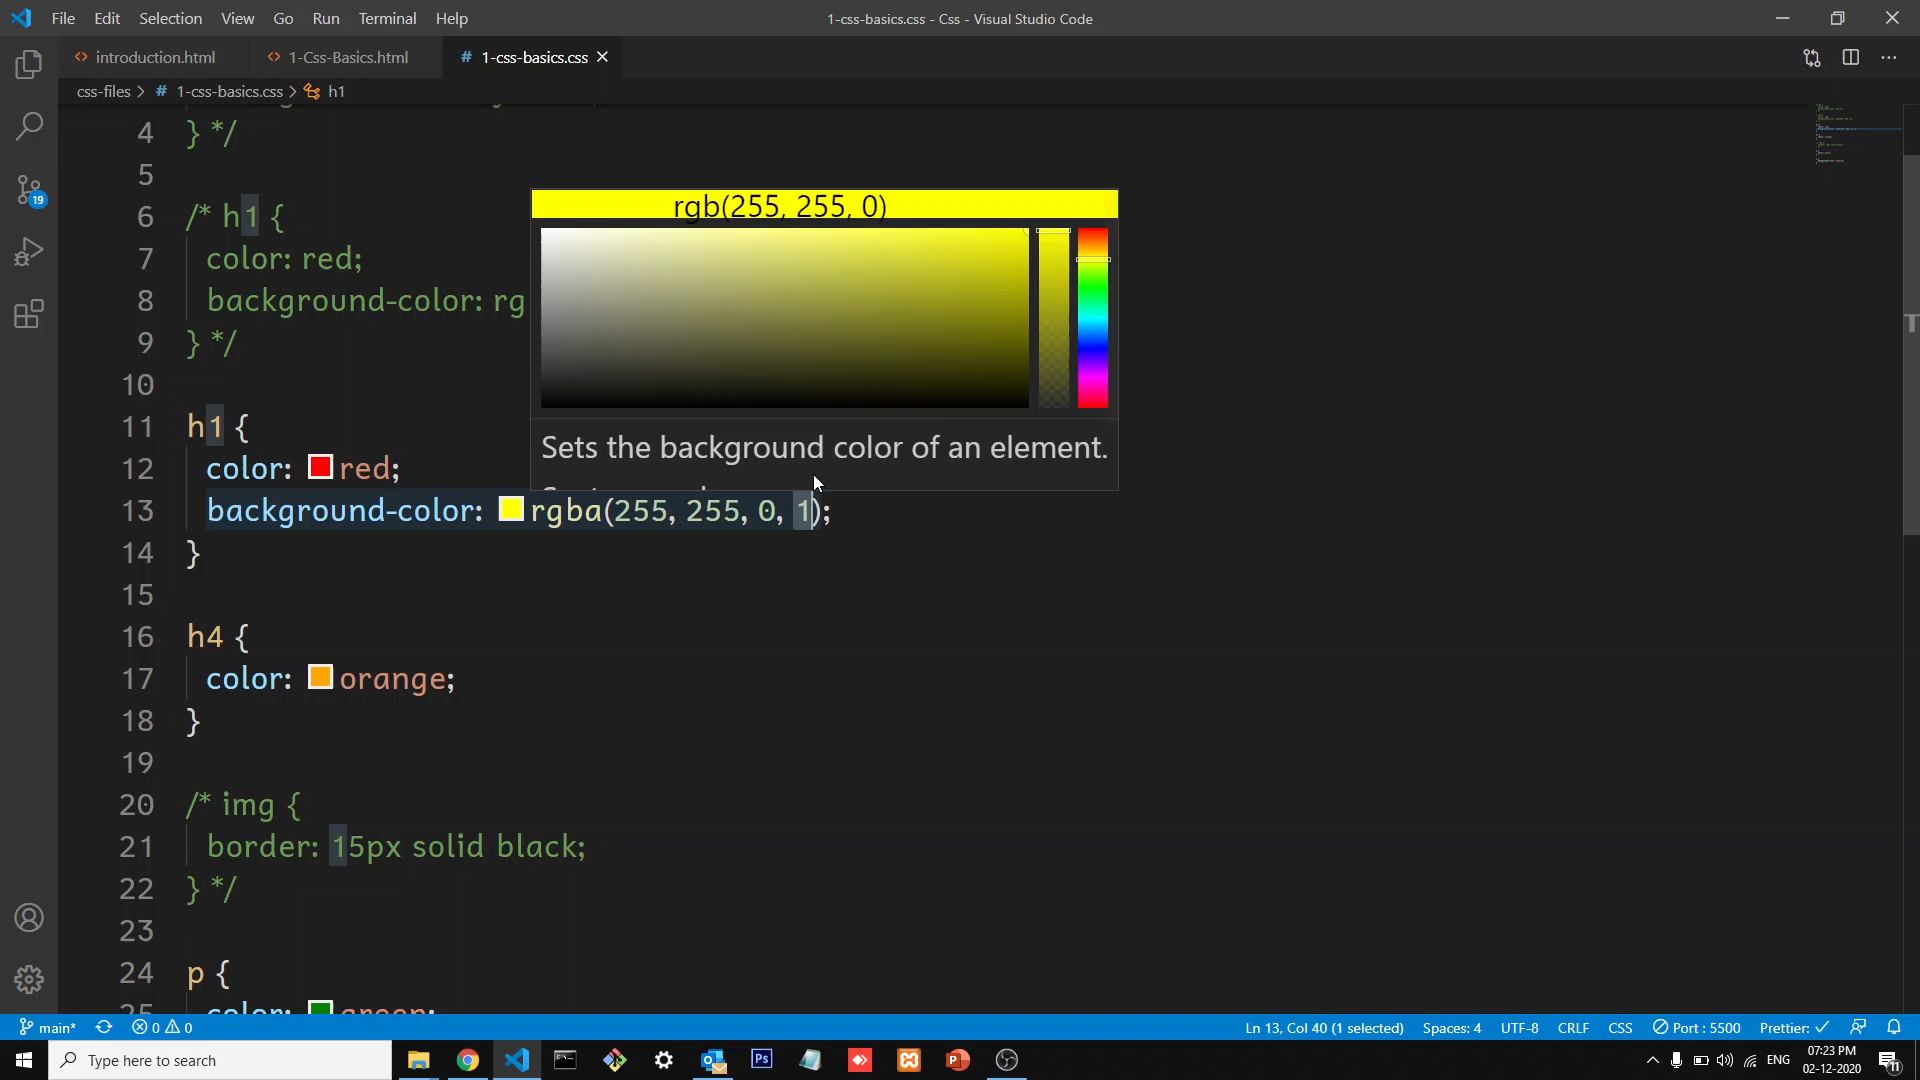 File Edit Selection View Go Run Terminal Help
1-css-basics.css - Css - Visual Studio Code
introduction.html
1-Css-Basics.html
# 1-css-basics.css
css-files > # 1-css-basics.css > h1
4 } */
5
6 /* h1 {
7 color: red;
8 background-color: rg
9 } */
10
11 h1 {
12 color: red;
13 background-color: rgba(255, 255, 0, 1);
14 }
15
16 h4 {
17 color: orange;
18 }
19
20 /* img {
21 border: 15px solid black;
22 } */
23
24 p {
25 color: green;
rgb(255, 255, 0)
Sets the background color of an element.
19
main* 0 0
Ln 13, Col 40 (1 selected) Spaces: 4 UTF-8 CRLF CSS Port : 5500 Prettier: ✓
Type here to search
Ps
ENG
07:23 PM
02-12-2020
11